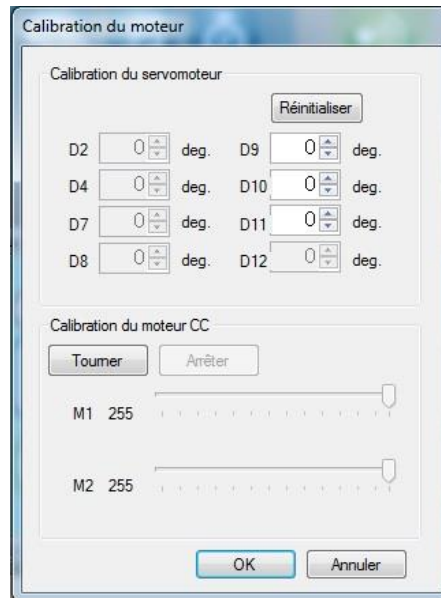 Calibration du moteur
Calibration du servomoteur
Réinitialiser
D2 0 deg. D9 0 deg.
D4 0 deg. D10 0 deg.
D7 0 deg. D11 0 deg.
D8 0 deg. D12 0 deg.
Calibration du moteur CC
Tourner Arrêter
M1 255
M2 255
OK Annuler